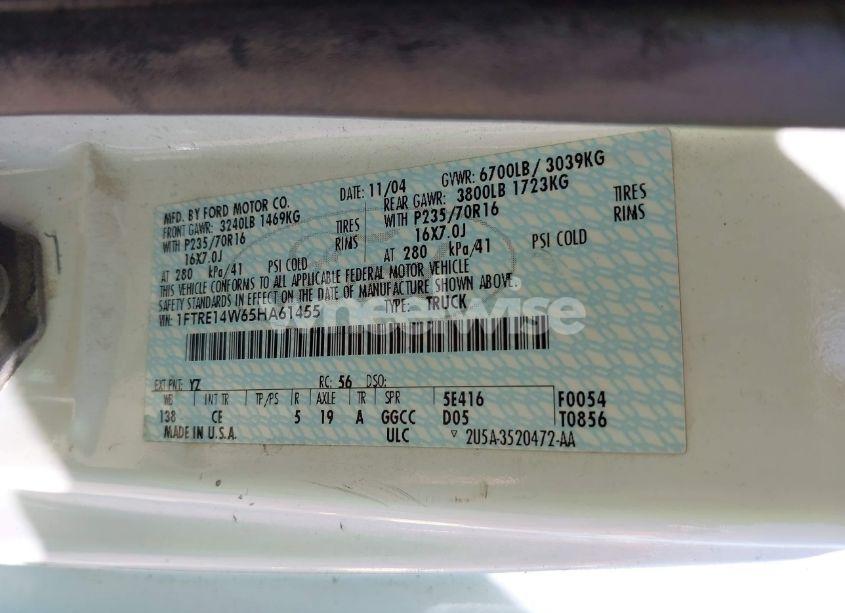 MFD. BY FORD MOTOR CO. DATE: 11/04 GVWR: 6700LB/ 3039KG
FRONT GAWR: 3240LB 1469KG REAR GAWR: 3800LB 1723KG
WITH P235/70R16 TIRES WITH P235/70R16 TIRES
16X7.0J RIMS 16X7.0J RIMS
AT 280 kPa/41 PSI COLD AT 280 kPa/41 PSI COLD
THIS VEHICLE CONFORMS TO ALL APPLICABLE FEDERAL MOTOR VEHICLE
SAFETY STANDARDS IN EFFECT ON THE DATE OF MANUFACTURE SHOWN ABOVE.
VIN: 1FTRE14W65HA61455 TYPE: TRUCK
wheelwise
EXT PNT: YZ RC: 56 DSO:
WB INT TR TP/PS R AXLE TR SPR 5E416 F0054
138 CE 5 19 A GGCC D05 T0856
MADE IN U.S.A. ULC 2U5A-3520472-AA